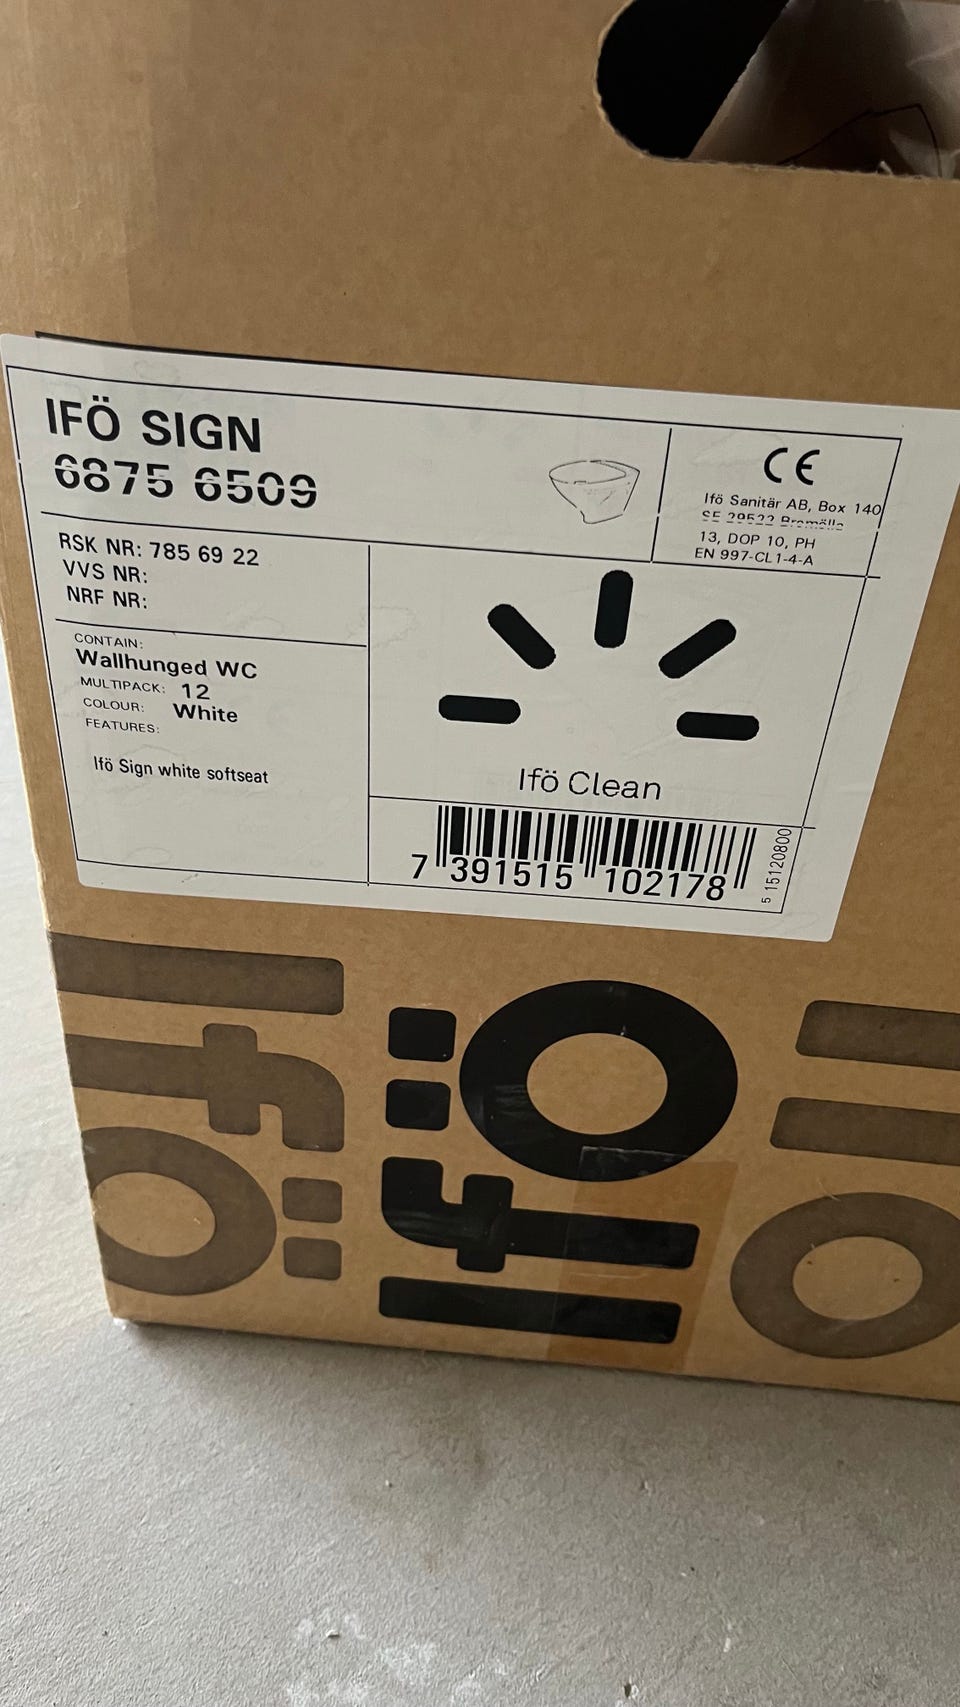 IFÖ SIGN
6875 6509
CE
Ifö Sanitär AB, Box 140
SE 29522 Bromölla
13, DOP 10, PH
EN 997-CL1-4-A
RSK NR: 785 69 22
VVS NR:
NRF NR:
CONTAIN:
Wallhunged WC
MULTIPACK: 12
COLOUR: White
FEATURES:
Ifö Sign white softseat
Ifö Clean
7 391515 102178
5 15120800
Ifö
Ifö